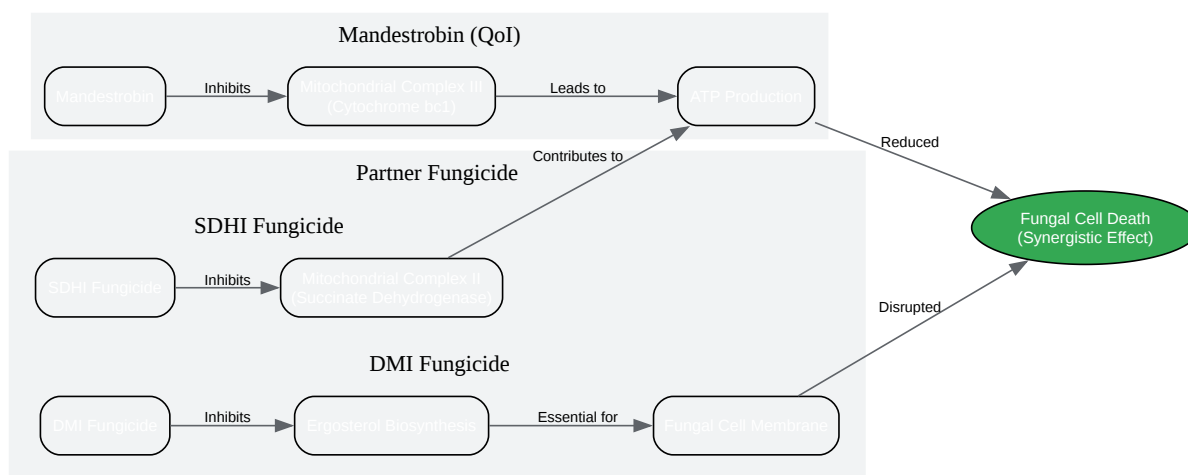 Mandestrobin (QoI)
Mandestrobin
Inhibits
Mitochondrial Complex III
(Cytochrome bc1)
Leads to
ATP Production
Reduced
Contributes to
Partner Fungicide
SDHI Fungicide
SDHI Fungicide
Inhibits
Mitochondrial Complex II
(Succinate Dehydrogenase)
Fungal Cell Death
(Synergistic Effect)
Disrupted
DMI Fungicide
DMI Fungicide
Inhibits
Ergosterol Biosynthesis
Essential for
Fungal Cell Membrane